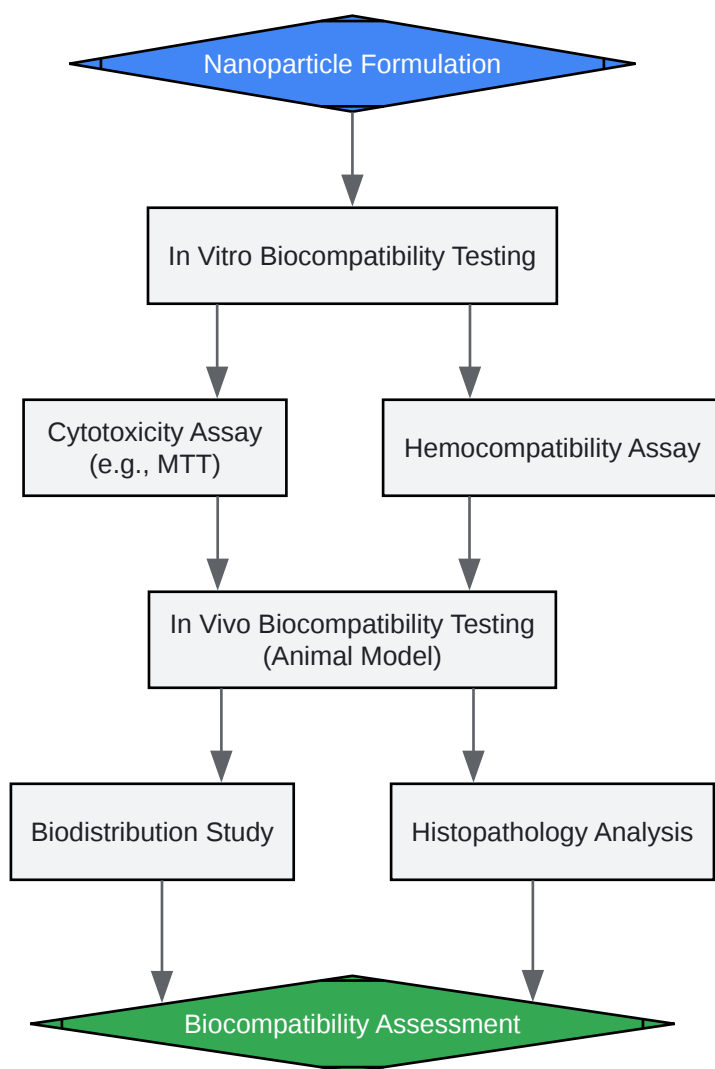 Nanoparticle Formulation
In Vitro Biocompatibility Testing
Cytotoxicity Assay
(e.g., MTT)
Hemocompatibility Assay
In Vivo Biocompatibility Testing
(Animal Model)
Biodistribution Study
Histopathology Analysis
Biocompatibility Assessment